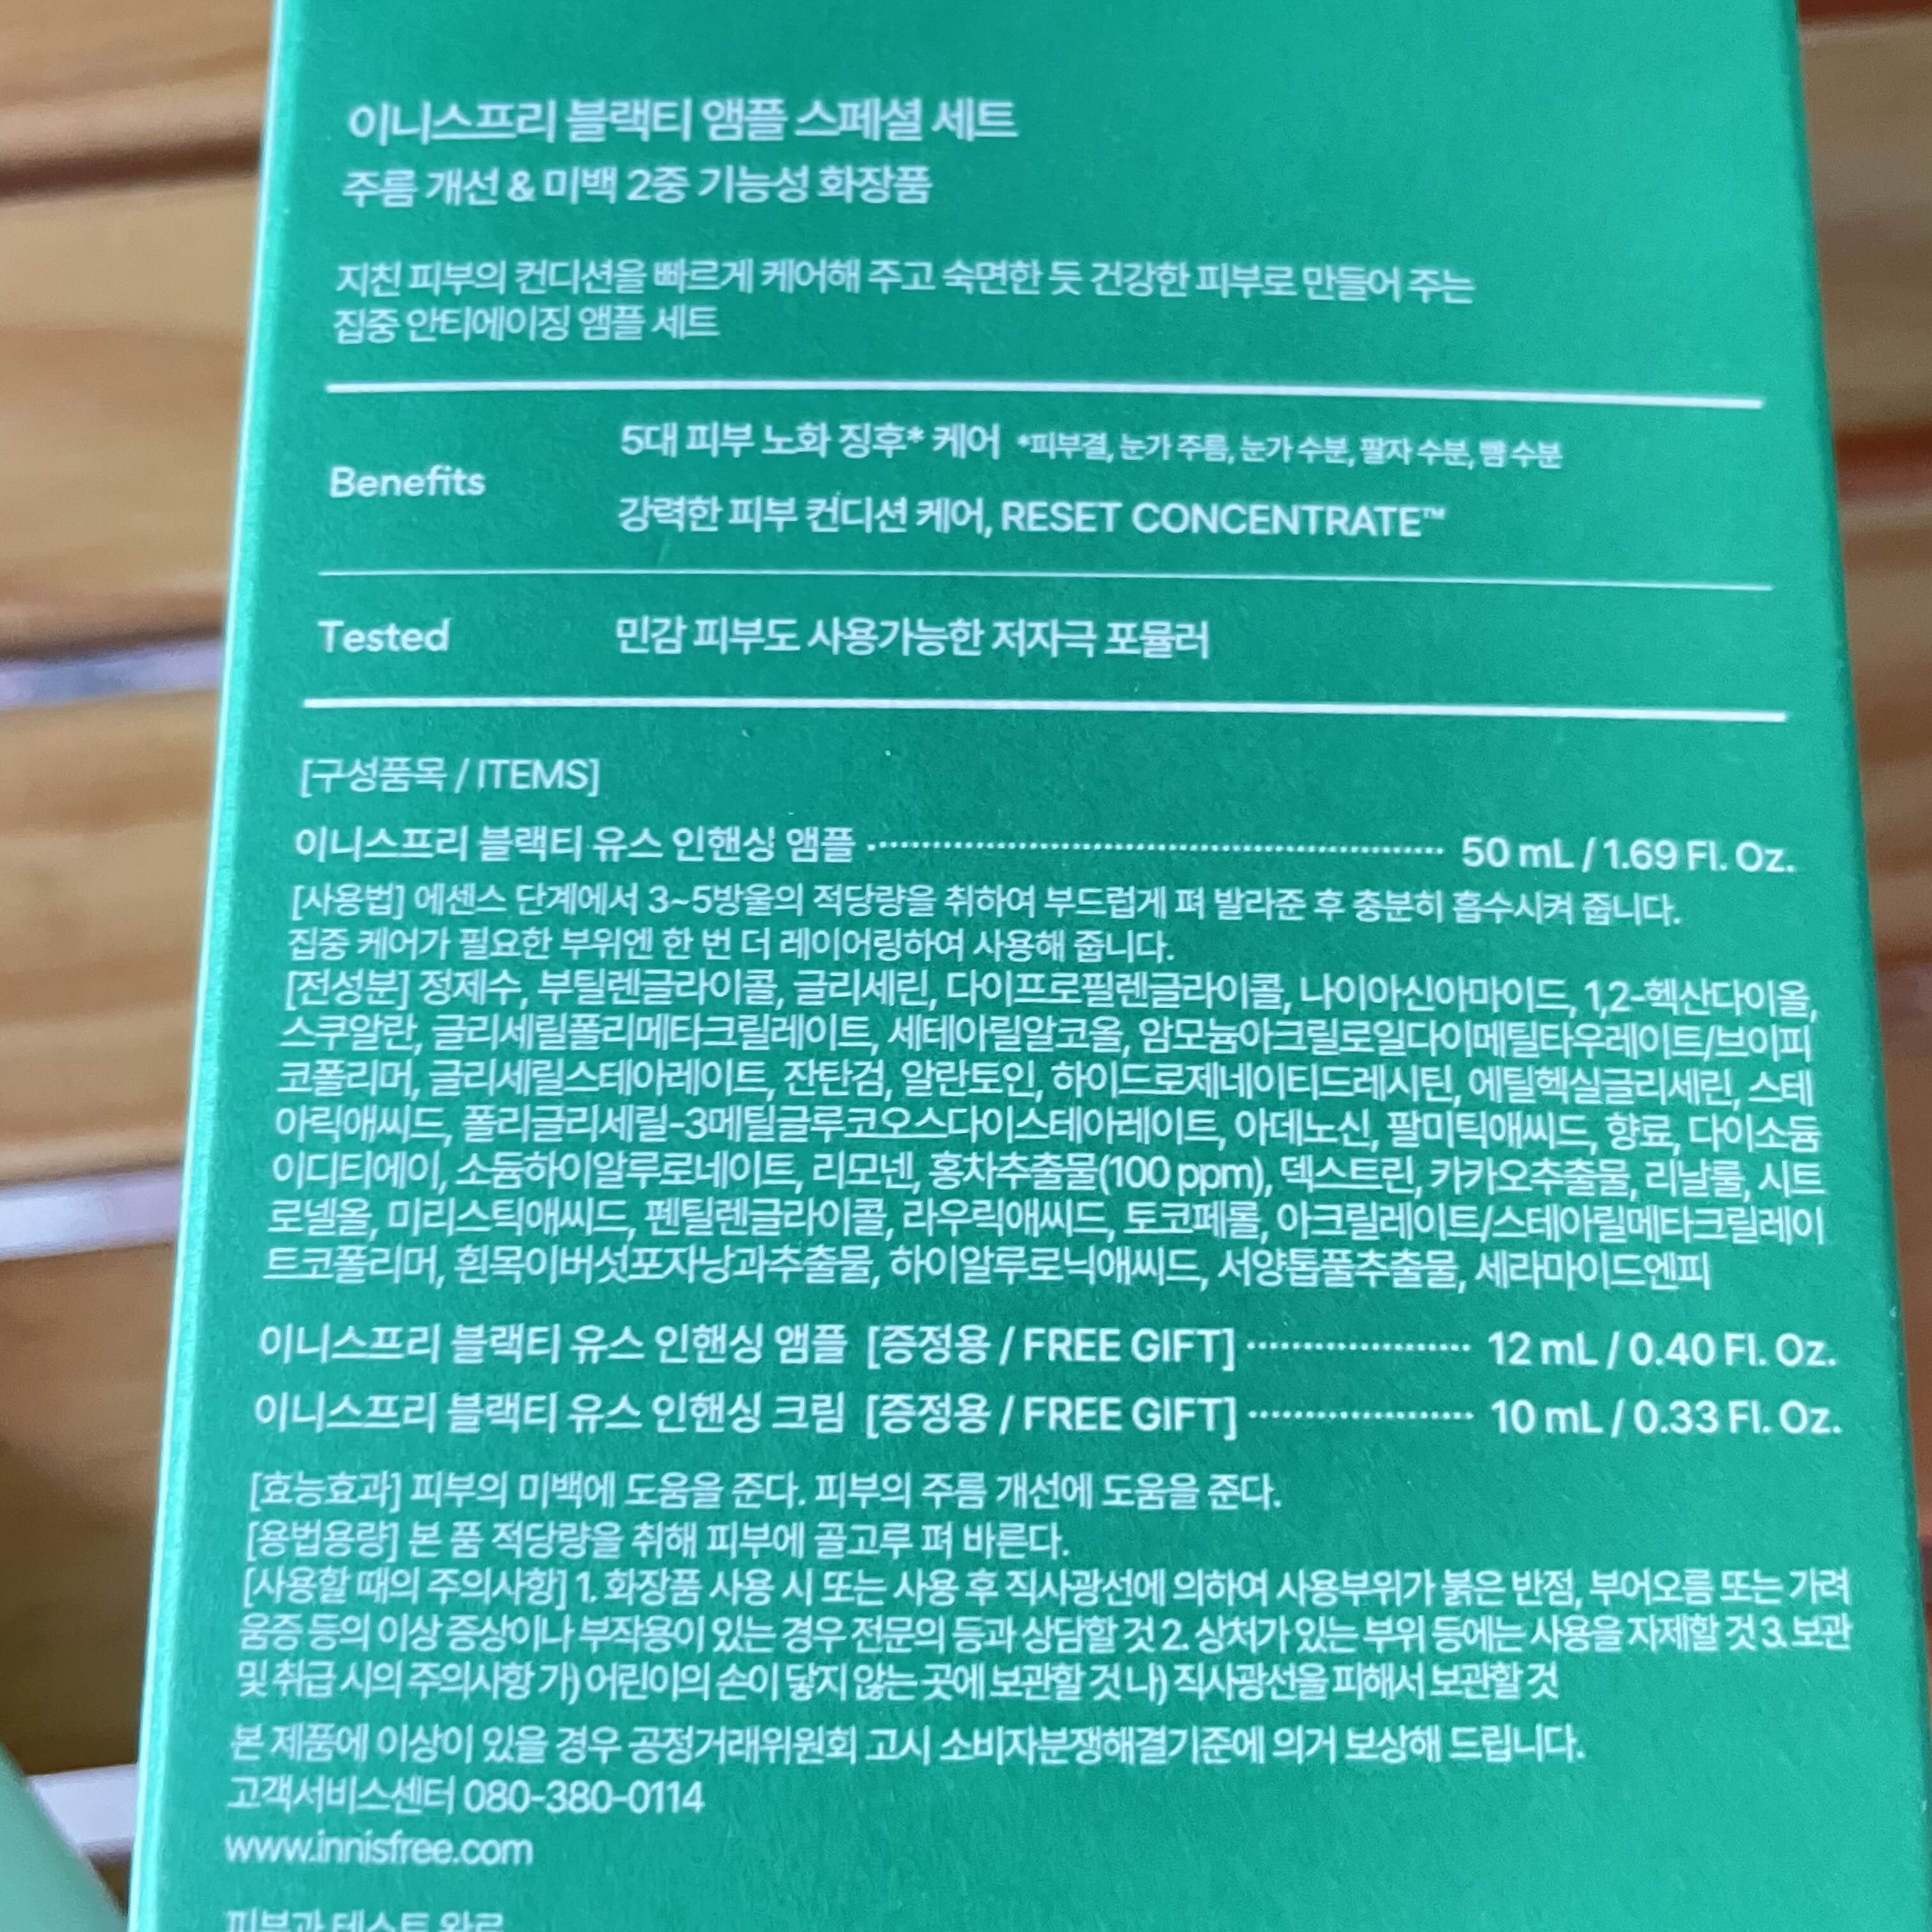 이니스프리 블랙티 앰플 스페셜 세트
주름 개선 & 미백 2중 기능성 화장품
지친 피부의 컨디션을 빠르게 케어해 주고 숙면한 듯 건강한 피부로 만들어 주는
집중 안티에이징 앰플 세트
Benefits
5대 피부 노화 징후* 케어 *피부결, 눈가 주름, 눈가 수분, 팔자 수분, 뺨 수분
강력한 피부 컨디션 케어, RESET CONCENTRATE™
Tested 민감 피부도 사용가능한 저자극 포뮬러
[구성품목 / ITEMS]
이니스프리 블랙티 유스 인핸싱 앰플 50 mL / 1.69 Fl. Oz.
[사용법] 에센스 단계에서 3~5방울의 적당량을 취하여 부드럽게 펴 발라준 후 충분히 흡수시켜 줍니다.
집중 케어가 필요한 부위엔 한 번 더 레이어링하여 사용해 줍니다.
[전성분] 정제수, 부틸렌글라이콜, 글리세린, 다이프로필렌글라이콜, 나이아신아마이드, 1,2-헥산다이올,
스쿠알란, 글리세릴폴리메타크릴레이트, 세테아릴알코올, 암모늄아크릴로일다이메틸타우레이트/브이피
코폴리머, 글리세릴스테아레이트, 잔탄검, 알란토인, 하이드로제네이티드레시틴, 에틸헥실글리세린, 스테
아릭애씨드, 폴리글리세릴-3메틸글루코오스다이스테아레이트, 아데노신, 팔미틱애씨드, 향료, 다이소듐
이디티에이, 소듐하이알루로네이트, 리모넨, 홍차추출물(100 ppm), 덱스트린, 카카오추출물, 리날룰, 시트
로넬올, 미리스틱애씨드, 펜틸렌글라이콜, 라우릭애씨드, 토코페롤, 아크릴레이트/스테아릴메타크릴레이
트코폴리머, 흰목이버섯포자낭과추출물, 하이알루로닉애씨드, 서양톱풀추출물, 세라마이드엔피
이니스프리 블랙티 유스 인핸싱 앰플 [증정용 / FREE GIFT] 12 mL / 0.40 Fl. Oz.
이니스프리 블랙티 유스 인핸싱 크림 [증정용 / FREE GIFT] 10 mL / 0.33 Fl. Oz.
[효능효과] 피부의 미백에 도움을 준다. 피부의 주름 개선에 도움을 준다.
[용법용량] 본 품 적당량을 취해 피부에 골고루 펴 바른다.
[사용할 때의 주의사항] 1. 화장품 사용 시 또는 사용 후 직사광선에 의하여 사용부위가 붉은 반점, 부어오름 또는 가려
움증 등의 이상 증상이나 부작용이 있는 경우 전문의 등과 상담할 것 2. 상처가 있는 부위 등에는 사용을 자제할 것 3. 보관
및 취급 시의 주의사항 가) 어린이의 손이 닿지 않는 곳에 보관할 것 나) 직사광선을 피해서 보관할 것
본 제품에 이상이 있을 경우 공정거래위원회 고시 소비자분쟁해결기준에 의거 보상해 드립니다.
고객서비스센터 080-380-0114
www.innisfree.com
피부과 테스트 완료